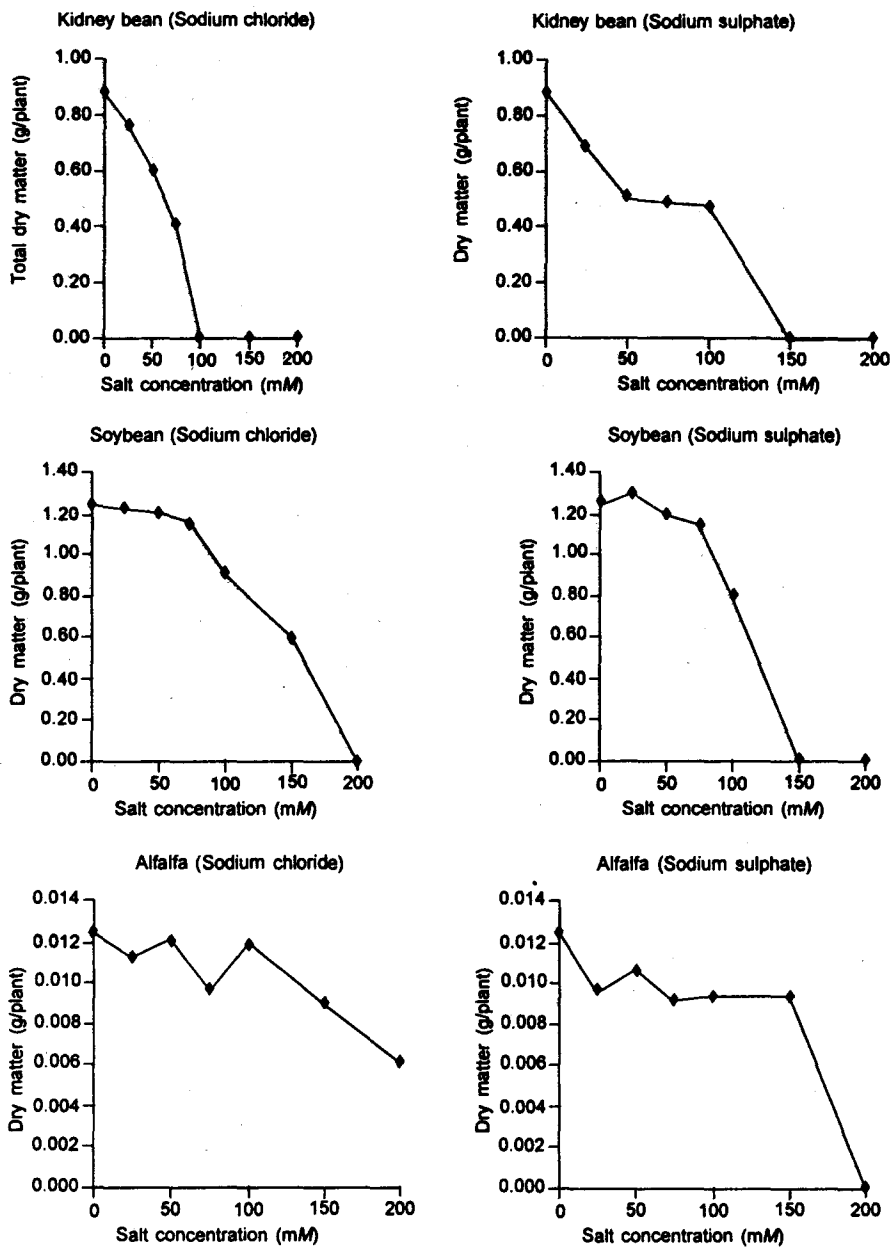 Kidney bean (Sodium chloride)
1.00
0.80
0.60
0.40
0.20
0.00
Total dry matter (g/plant)
0 50 100 150 200
Salt concentration (mM)
Kidney bean (Sodium sulphate)
1.00
0.80
0.60
0.40
0.20
0.00
Dry matter (g/plant)
0 50 100 150 200
Salt concentration (mM)
Soybean (Sodium chloride)
1.40
1.20
1.00
0.80
0.60
0.40
0.20
0.00
Dry matter (g/plant)
0 50 100 150 200
Salt concentration (mM)
Soybean (Sodium sulphate)
1.40
1.20
1.00
0.80
0.60
0.40
0.20
0.00
Dry matter (g/plant)
0 50 100 150 200
Salt concentration (mM)
Alfalfa (Sodium chloride)
0.014
0.012
0.010
0.008
0.006
0.004
0.002
0.000
Dry matter (g/plant)
0 50 100 150 200
Salt concentration (mM)
Alfalfa (Sodium sulphate)
0.014
0.012
0.010
0.008
0.006
0.004
0.002
0.000
Dry matter (g/plant)
0 50 100 150 200
Salt concentration (mM)